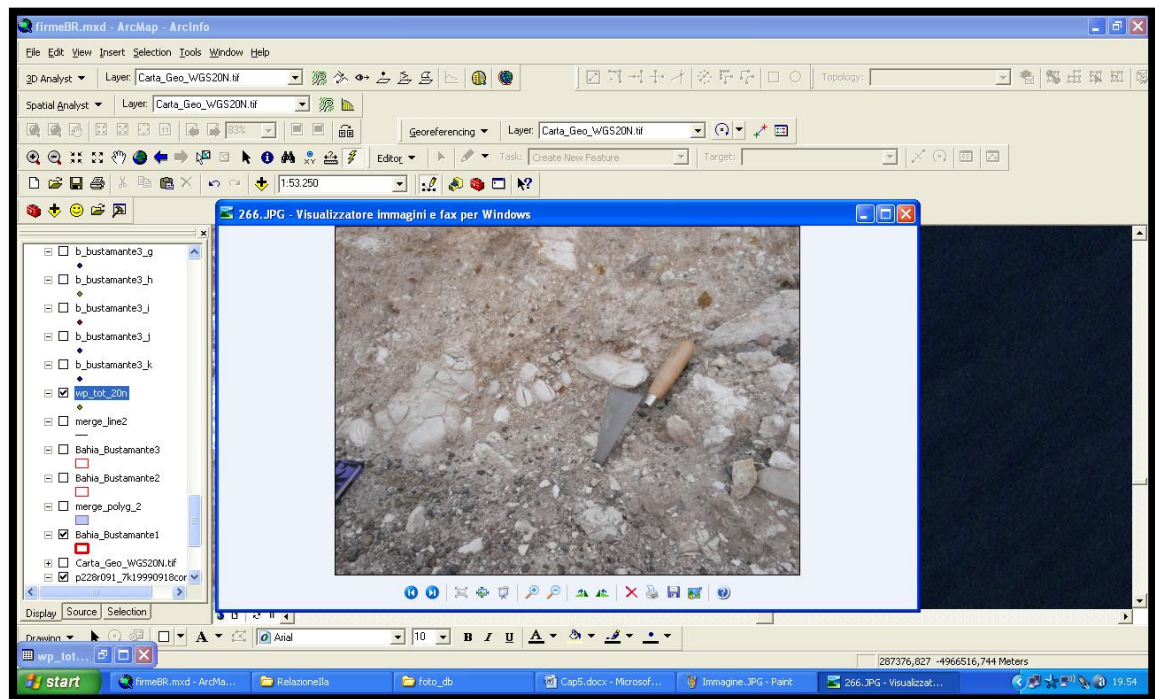 firmeBR.mxd - ArcMap - ArcInfo
File Edit View Insert Selection Tools Window Help
3D Analyst Layer: Carta_Geo_WGS20N.tif Topology:
Spatial Analyst Layer: Carta_Geo_WGS20N.tif
83% Georeferencing Layer: Carta_Geo_WGS20N.tif
Editor Task: Create New Feature Target:
1:53.250
266.JPG - Visualizzatore immagini e fax per Windows
b_bustamante3_g
b_bustamante3_h
b_bustamante3_i
b_bustamante3_j
b_bustamante3_k
wp_tot_20n
merge_line2
Bahia_Bustamante3
Bahia_Bustamante2
merge_polyg_2
Bahia_Bustamante1
Carta_Geo_WGS20N.tif
p228r091_7k19990918cor
Display Source Selection
Drawing A Arial 10 B I U A
wp_tot...
287376,827 -4966516,744 Meters
start firmeBR.mxd - ArcMa... RelazioneIIa foto_db Cap5.docx - Microsof... Immagine.JPG - Paint 266.JPG - Visualizzat... 19.54